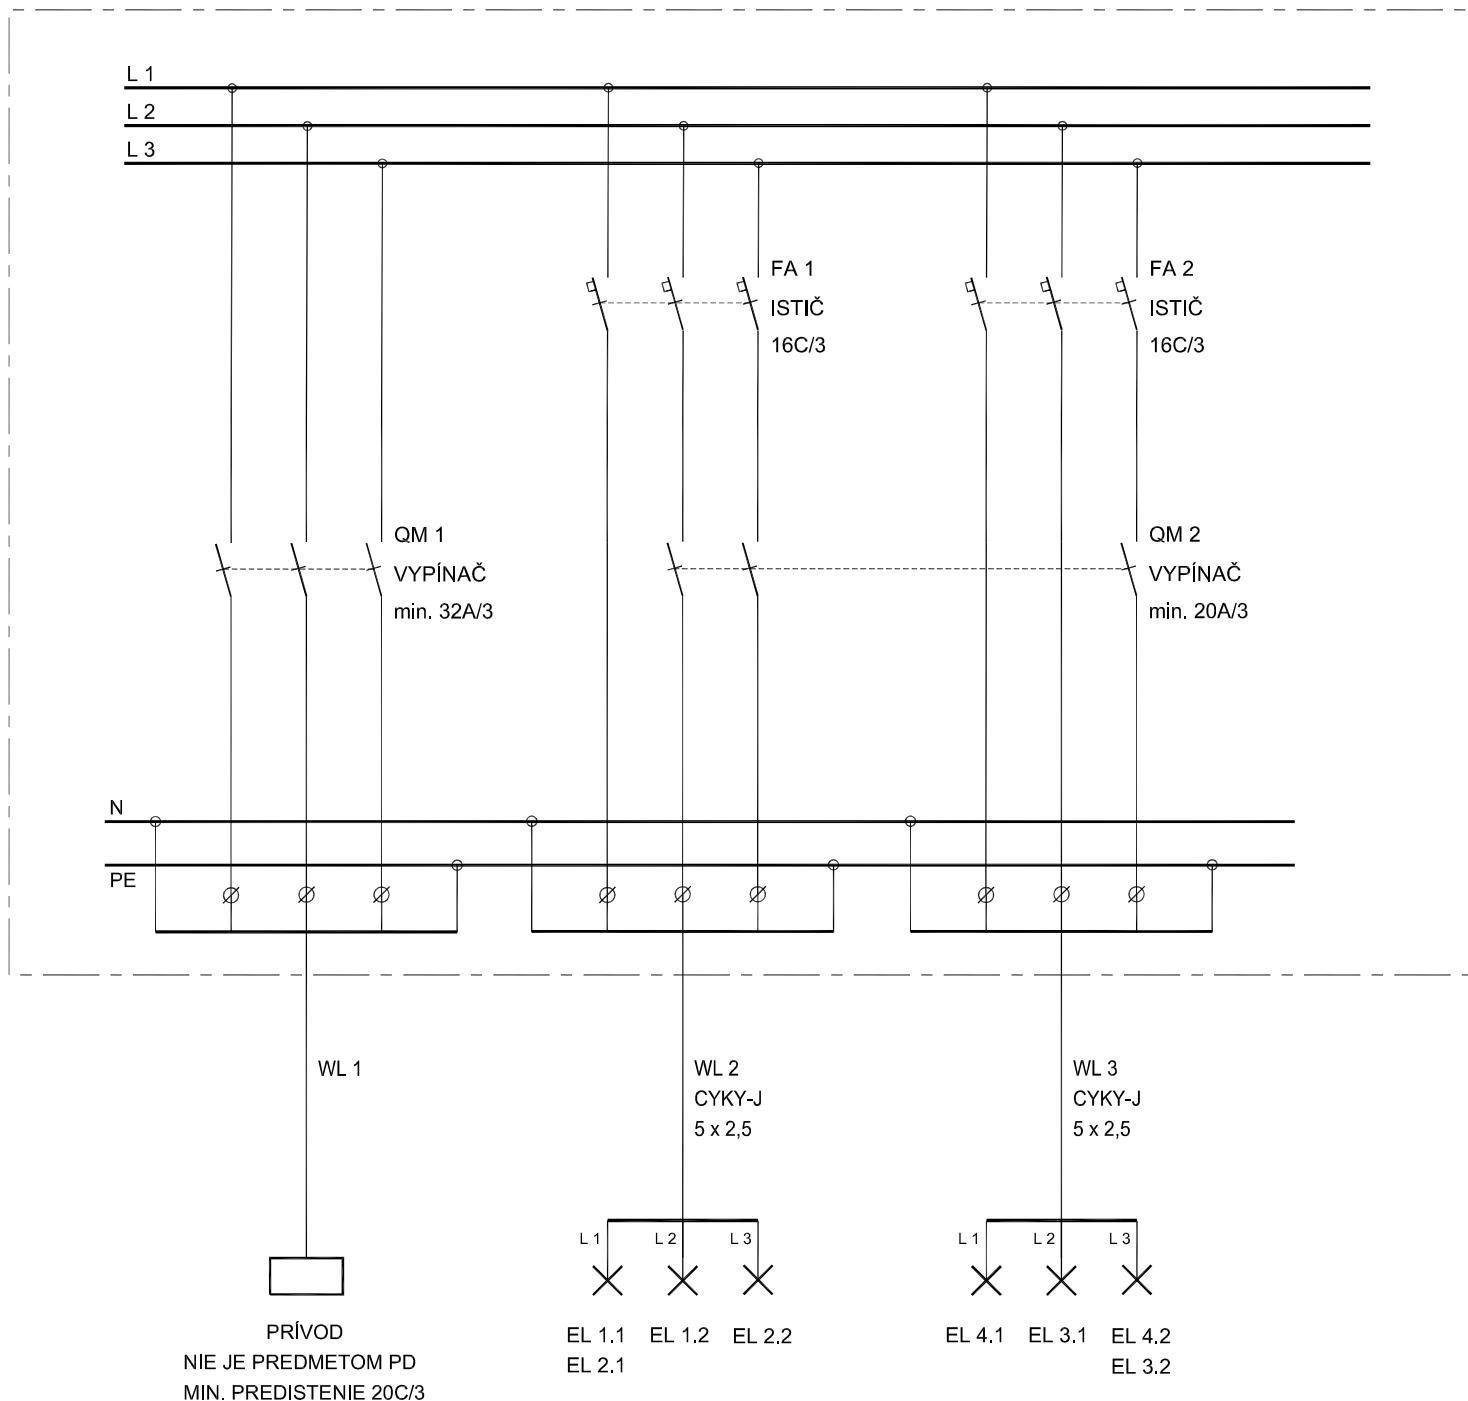 L 1
L 2
L 3
FA 1
ISTIČ
16C/3
FA 2
ISTIČ
16C/3
QM 1
VYPÍNAČ
min. 32A/3
QM 2
VYPÍNAČ
min. 20A/3
N
PE
WL 1
WL 2
CYKY-J
5 x 2,5
WL 3
CYKY-J
5 x 2,5
L 1 L 2 L 3
L 1 L 2 L 3
PRÍVOD
NIE JE PREDMETOM PD
MIN. PREDISTENIE 20C/3
EL 1.1 EL 1.2 EL 2.2
EL 2.1
EL 4.1 EL 3.1 EL 4.2
EL 3.2